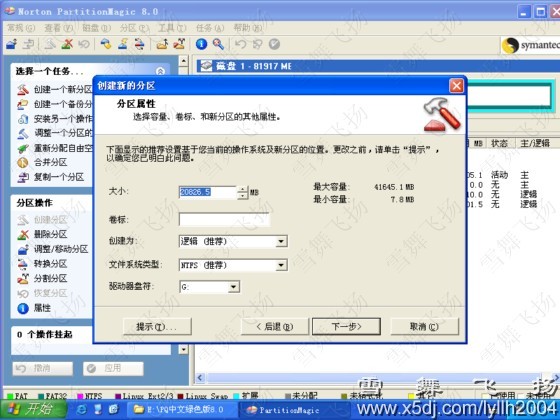 Norton PartitionMagic 8.0
常规(G) 查看(V) 磁盘(D) 分区(P) 工具(T) 任务(A) 帮助(H)
symantec
选择一个任务...
创建一个新分区
创建一个备份分
安装另一个操作
调整一个分区的
重新分配自由空
合并分区
复制一个分区
分区操作
创建分区
删除分区
调整/移动分区
转换分区
分割分区
恢复分区
属性
0 个操作挂起
撤消
应用
磁盘 1 - 81917 MB
MB 状态 主/逻辑
05.1 活动 主
0.0 无 主
0.0 无 逻辑
01.5 无 逻辑
创建新的分区
分区属性
选择容量、卷标、和新分区的其他属性。
下面显示的推荐设置基于您当前的操作系统及新分区的位置。更改之前,请单击“提示”,
以确定您已明白此问题。
大小: 20826.5 MB
最大容量: 41645.1 MB
最小容量: 7.8 MB
卷标:
创建为: 逻辑 (推荐)
文件系统类型: NTFS (推荐)
驱动器盘符: G:
提示(T)...
< 后退(B)
下一步>
取消(C)
FAT FAT32 NTFS Linux Ext2/3 Linux Swap 扩展 未分配 未格式化 其它 已使用 未使用
开始
H:\PQ中文绿色版8.0
PartitionMagic
雪舞飞扬
www.x5dj.com/lyllh2004